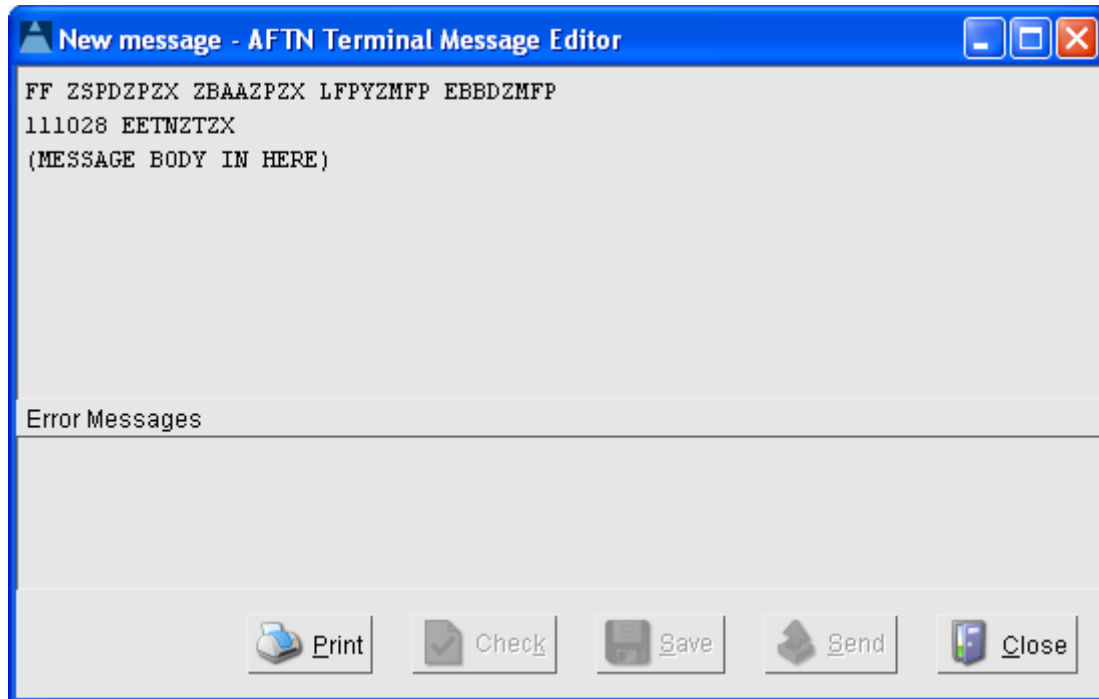 New message - AFTN Terminal Message Editor
FF ZSPDZPZX ZBAAZPZX LFPYZMFP EBBDZMFP
111028 EETNZTZX
(MESSAGE BODY IN HERE)
Error Messages
Print Check Save Send Close